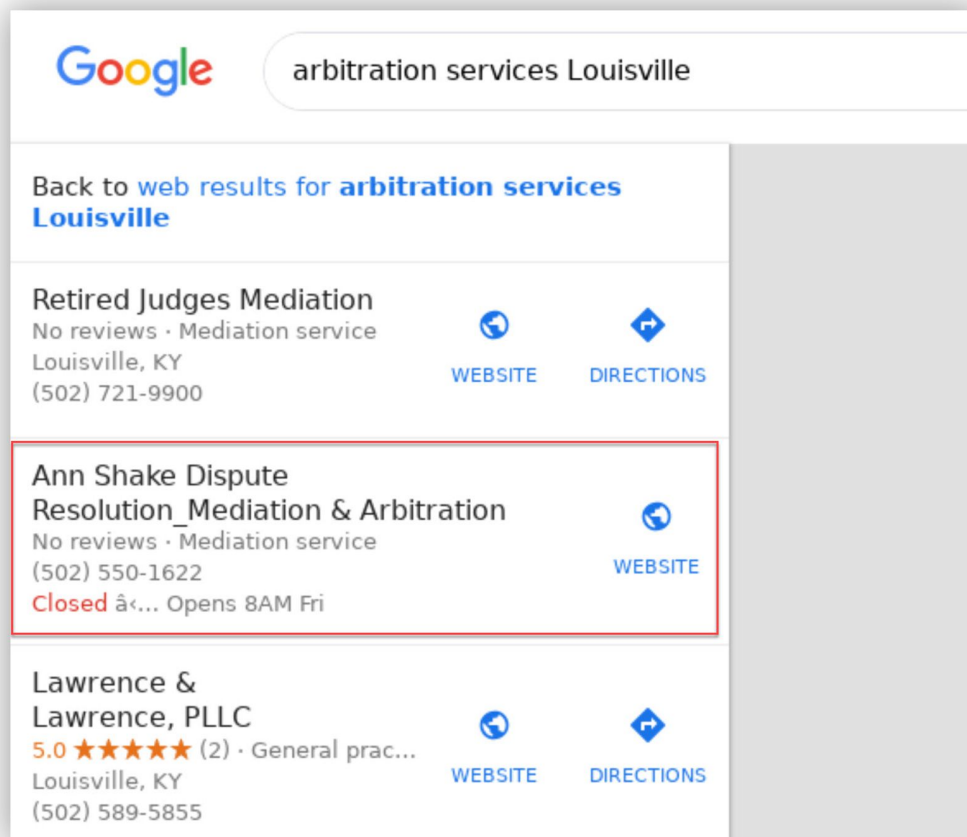 Google
arbitration services Louisville
Back to web results for arbitration services
Louisville
Retired Judges Mediation
No reviews · Mediation service
Louisville, KY
(502) 721-9900
WEBSITE
DIRECTIONS
Ann Shake Dispute
Resolution_Mediation & Arbitration
No reviews · Mediation service
(502) 550-1622
Closed â‹… Opens 8AM Fri
WEBSITE
Lawrence &
Lawrence, PLLC
5.0 ★★★★★ (2) · General prac...
Louisville, KY
(502) 589-5855
WEBSITE
DIRECTIONS